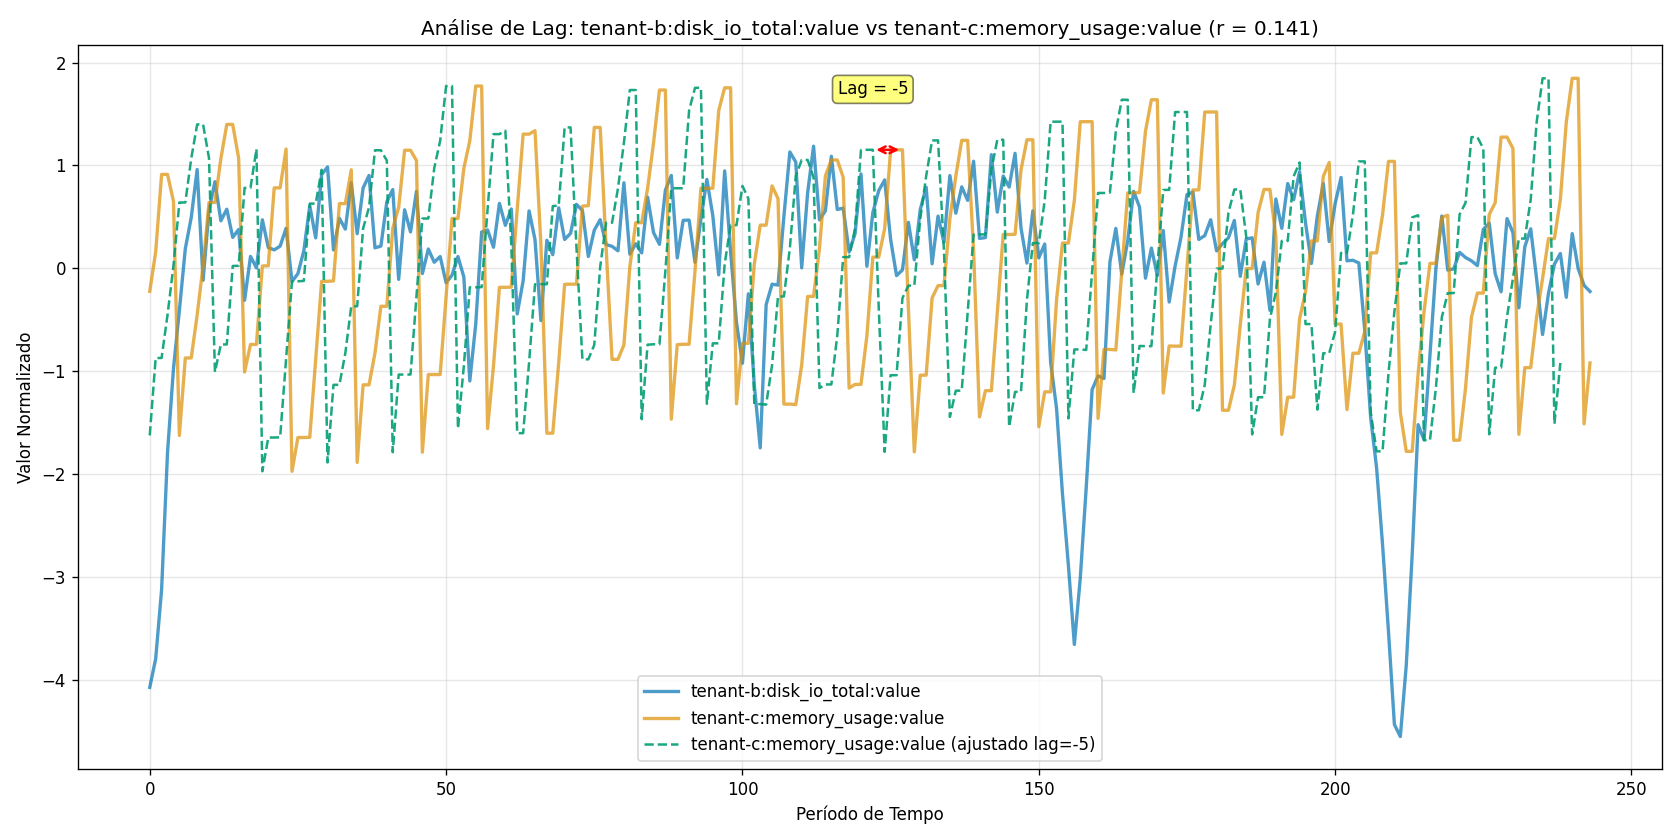 Análise de Lag: tenant-b:disk_io_total:value vs tenant-c:memory_usage:value (r = 0.141)
Lag = -5
Valor Normalizado
2
1
0
−1
−2
−3
−4
tenant-b:disk_io_total:value
tenant-c:memory_usage:value
tenant-c:memory_usage:value (ajustado lag=-5)
0 50 100 150 200 250
Período de Tempo